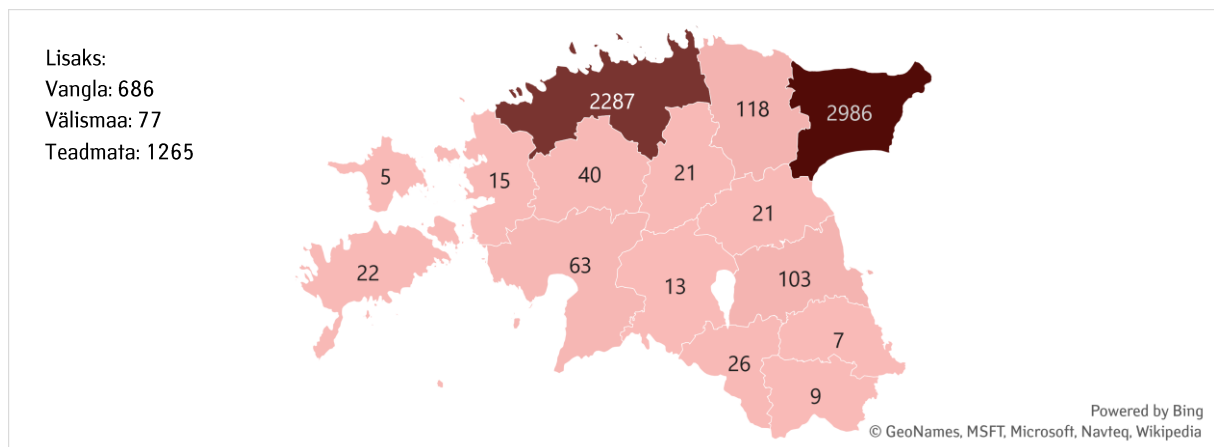 Lisaks:
Vangla: 686
Välismaa: 77
Teadmata: 1265
2287
118
2986
5
15
40
21
21
22
63
13
103
7
26
9
Powered by Bing
© GeoNames, MSFT, Microsoft, Navteq, Wikipedia